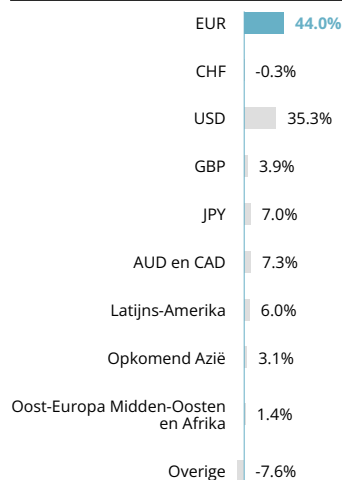 EUR 44.0%
CHF -0.3%
USD 35.3%
GBP 3.9%
JPY 7.0%
AUD en CAD 7.3%
Latijns-Amerika 6.0%
Opkomend Azië 3.1%
Oost-Europa Midden-Oosten
en Afrika 1.4%
Overige -7.6%